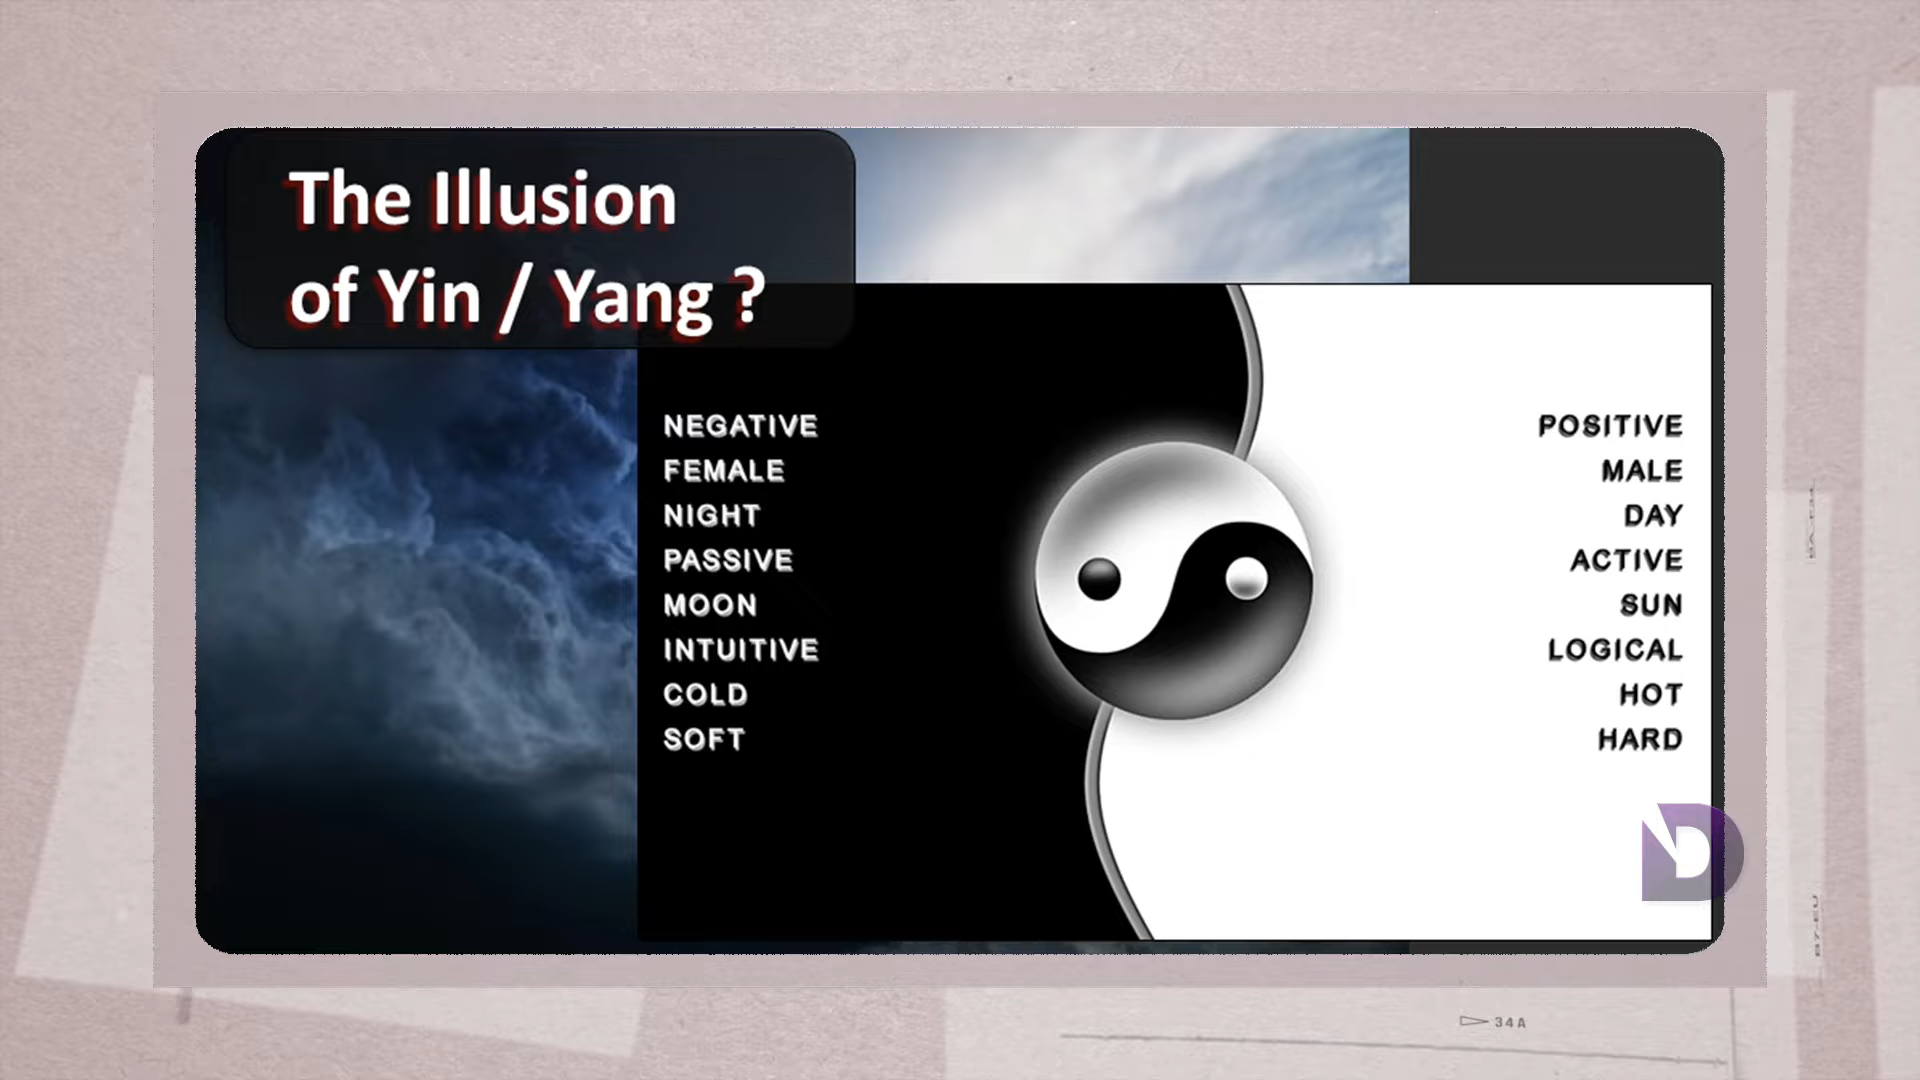 The Illusion
of Yin / Yang ?
NEGATIVE
FEMALE
NIGHT
PASSIVE
MOON
INTUITIVE
COLD
SOFT
POSITIVE
MALE
DAY
ACTIVE
SUN
LOGICAL
HOT
HARD
D
34A